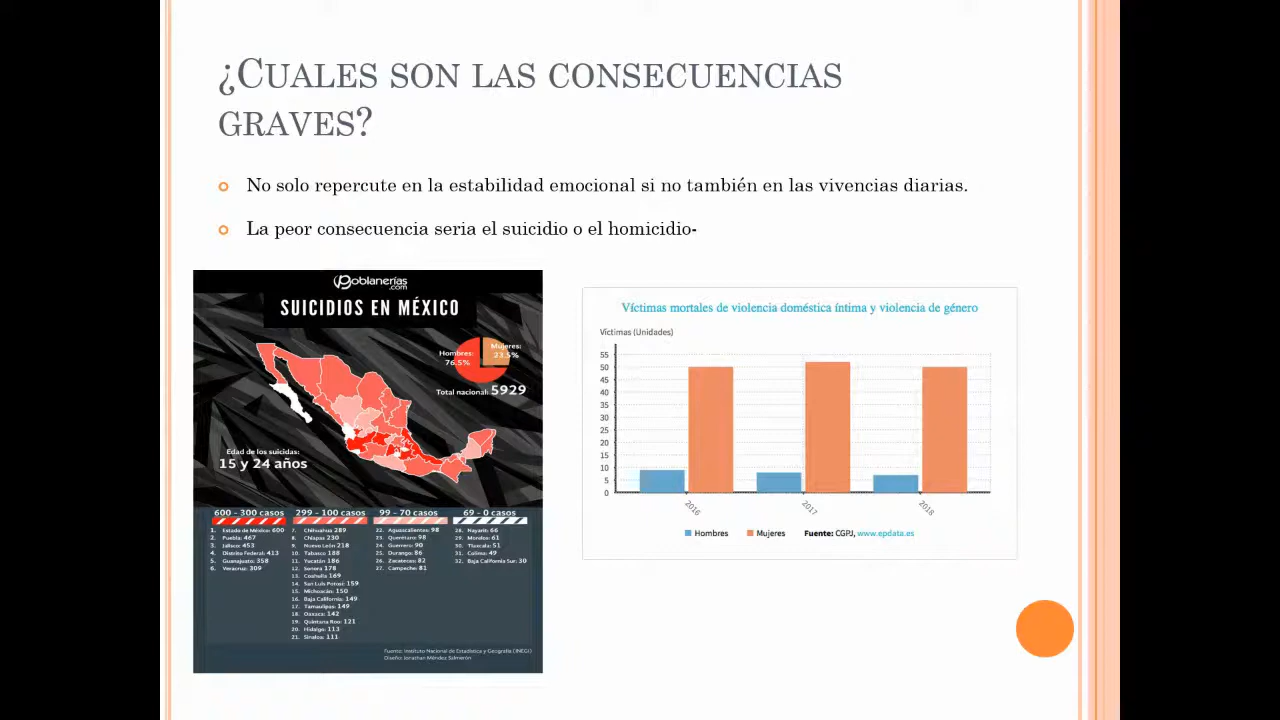 ¿CUALES SON LAS CONSECUENCIAS
GRAVES?
No solo repercute en la estabilidad emocional si no también en las vivencias diarias.
La peor consecuencia seria el suicidio o el homicidio-
Poblanerías
.com
SUICIDIOS EN MÉXICO
Hombres:
76.5%
Mujeres:
23.5%
Total nacional: 5929
Edad de los suicidas:
15 y 24 años
600 - 300 casos
1. Estado de México: 600
2. Puebla: 467
3. Jalisco: 453
4. Distrito Federal: 413
5. Guanajuato: 358
6. Veracruz: 309
299 - 100 casos
7. Chihuahua 289
8. Chiapas 230
9. Nuevo León 218
10. Tabasco 188
11. Yucatán 186
12. Sonora 178
13. Coahuila 169
14. San Luis Potosí: 159
15. Michoacán: 150
16. Baja California: 149
17. Tamaulipas: 149
18. Oaxaca: 142
19. Quintana Roo: 121
20. Hidalgo: 113
21. Sinaloa: 111
99 - 70 casos
22. Aguascalientes: 98
23. Querétaro: 98
24. Guerrero: 90
25. Durango: 86
26. Zacatecas: 82
27. Campeche: 81
69 - 0 casos
28. Nayarit: 66
29. Morelos: 61
30. Tlaxcala: 51
31. Colima: 49
32. Baja California Sur: 30
Fuente: Instituto Nacional de Estadística y Geografía (INEGI)
Diseño: Jonathan Méndez Salmerón
Víctimas mortales de violencia doméstica íntima y violencia de género
Víctimas (Unidades)
55
50
45
40
35
30
25
20
15
10
5
0
2016
2017
2018
Hombres
Mujeres
Fuente: CGPJ, www.epdata.es